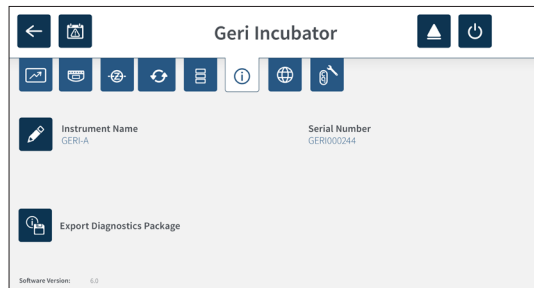 Geri Incubator
Instrument Name
GERI-A
Serial Number
GERI000244
Export Diagnostics Package
Software Version: 6.0